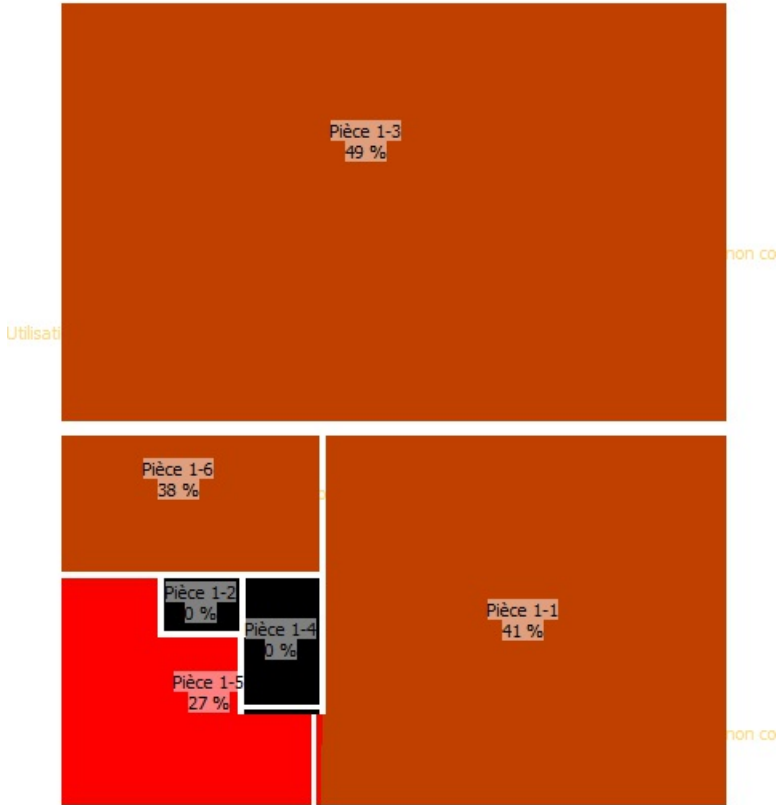 Pièce 1-3
49 %
non co
Utilisati
Pièce 1-6
38 %
Pièce 1-2
0 %
Pièce 1-4
0 %
Pièce 1-1
41 %
Pièce 1-5
27 %
non co